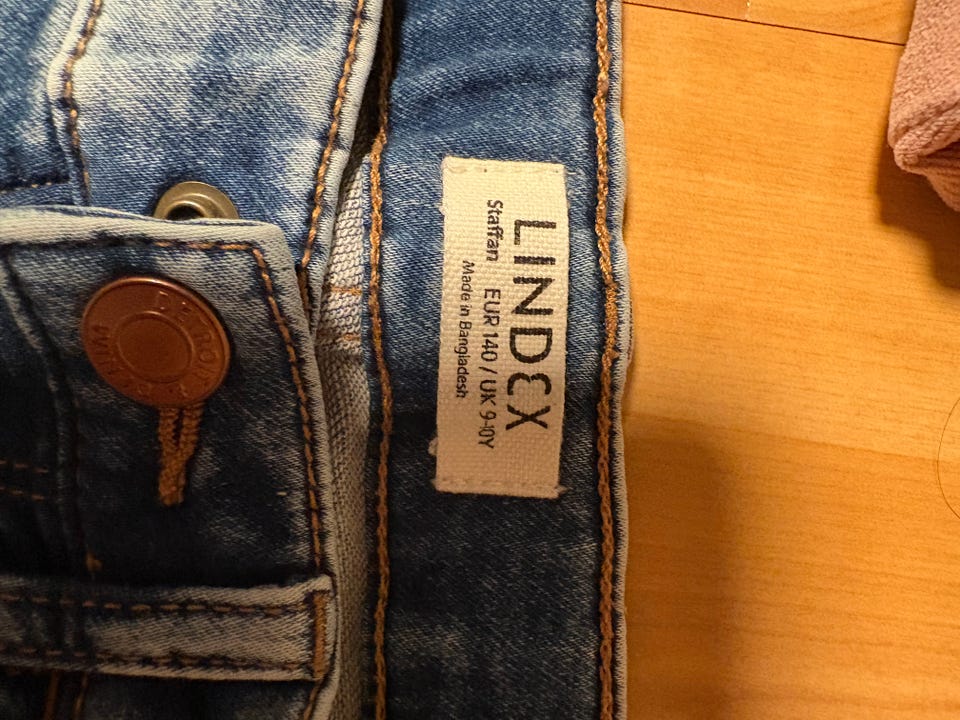 LINDEX
Staffan EUR 140 / UK 9-10Y
Made in Bangladesh